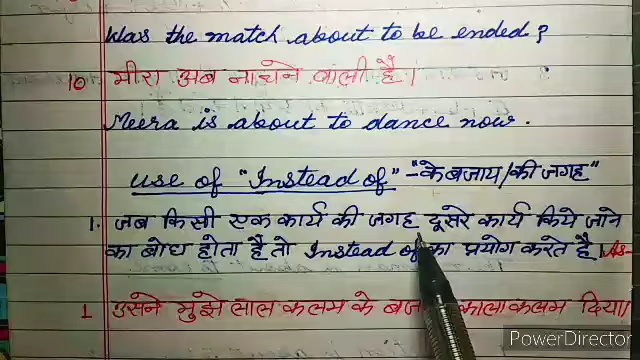 Was the match about to be ended?
10. मीरा अब नाचने वाली है।
Meera is about to dance now.
use of "Instead of" - "के बजाय/की जगह"
1. जब किसी एक कार्य की जगह दूसरे कार्य किये जाने
का बोध होता है तो Instead of का प्रयोग करते है। As-
1 उसने मुझे लाल कलम के काला कलम दिया।
PowerDirector